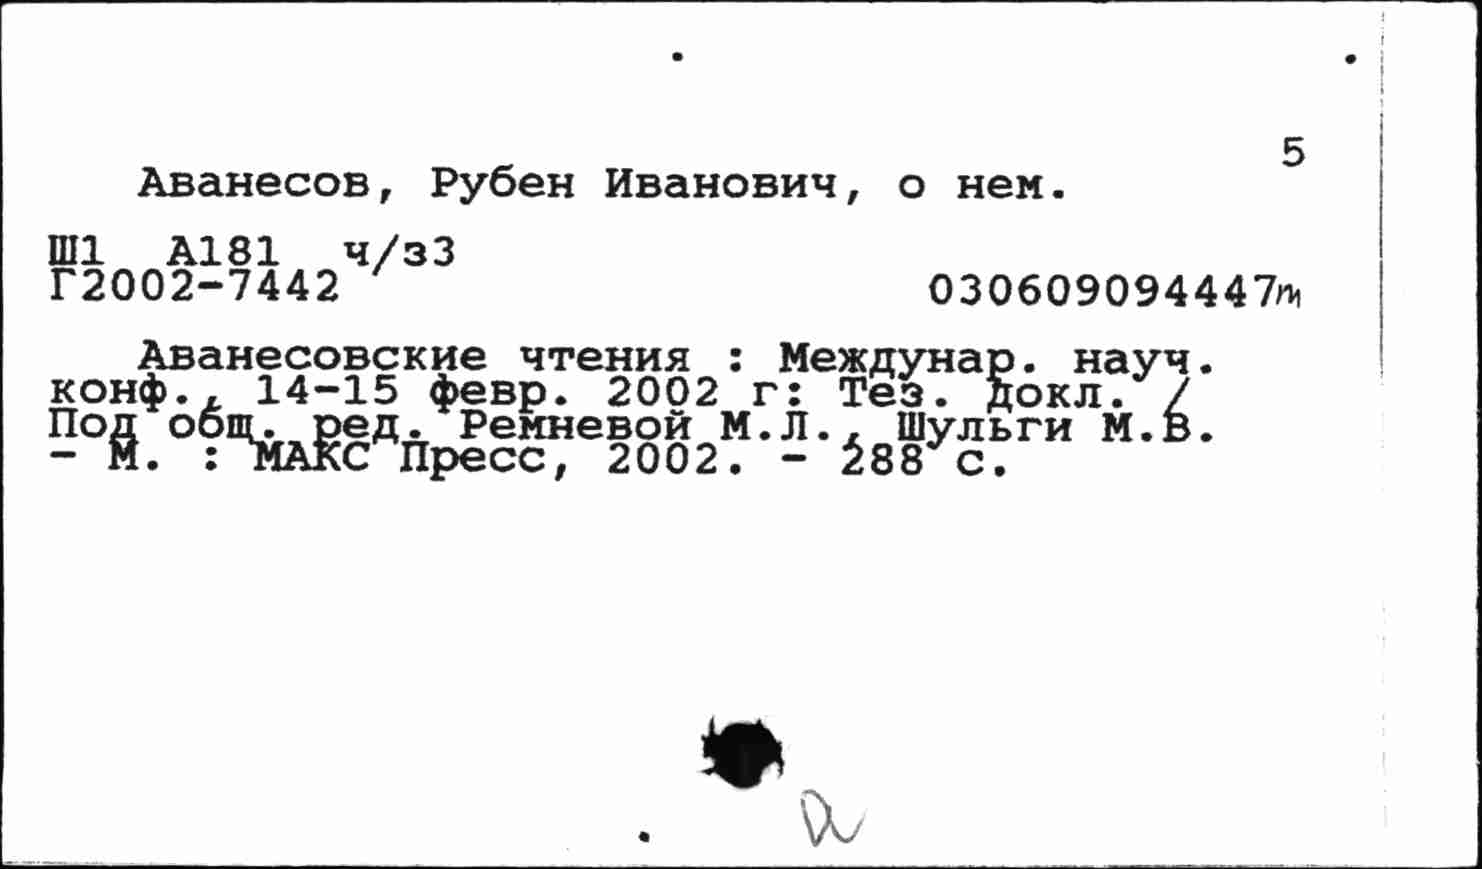 5
Аванесов, Рубен Иванович, о нем.
Ш1 А181 ч/з3
Г2002-7442 030609094447m
Аванесовские чтения : Междунар. науч.
конф., 14-15 февр. 2002 г: Тез. докл. /
Под общ. ред. Ремневой М.Л., Шульги М.В.
- М. : МАКС Пресс, 2002. - 288 с.